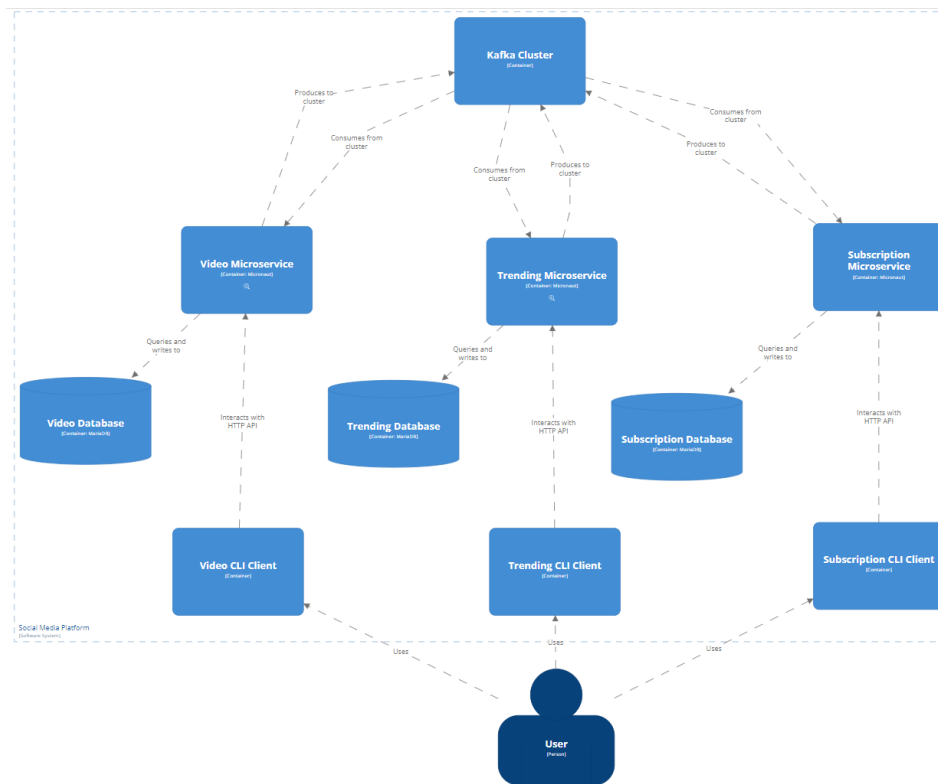 Kafka Cluster
[Container]
Produces to
cluster
Consumes from
cluster
Consumes from
cluster
Produces to
cluster
Consumes from
cluster
Produces to
cluster
Video Microservice
[Container: Micronaut]
Trending Microservice
[Container: Micronaut]
Subscription
Microservice
[Container: Micronaut]
Queries and
writes to
Queries and
writes to
Queries and
writes to
Video Database
[Container: MariaDB]
Trending Database
[Container: MariaDB]
Subscription Database
[Container: MariaDB]
Interacts with
HTTP API
Interacts with
HTTP API
Interacts with
HTTP API
Video CLI Client
[Container]
Trending CLI Client
[Container]
Subscription CLI Client
[Container]
Social Media Platform
[Software System]
Uses
Uses
Uses
User
[Person]